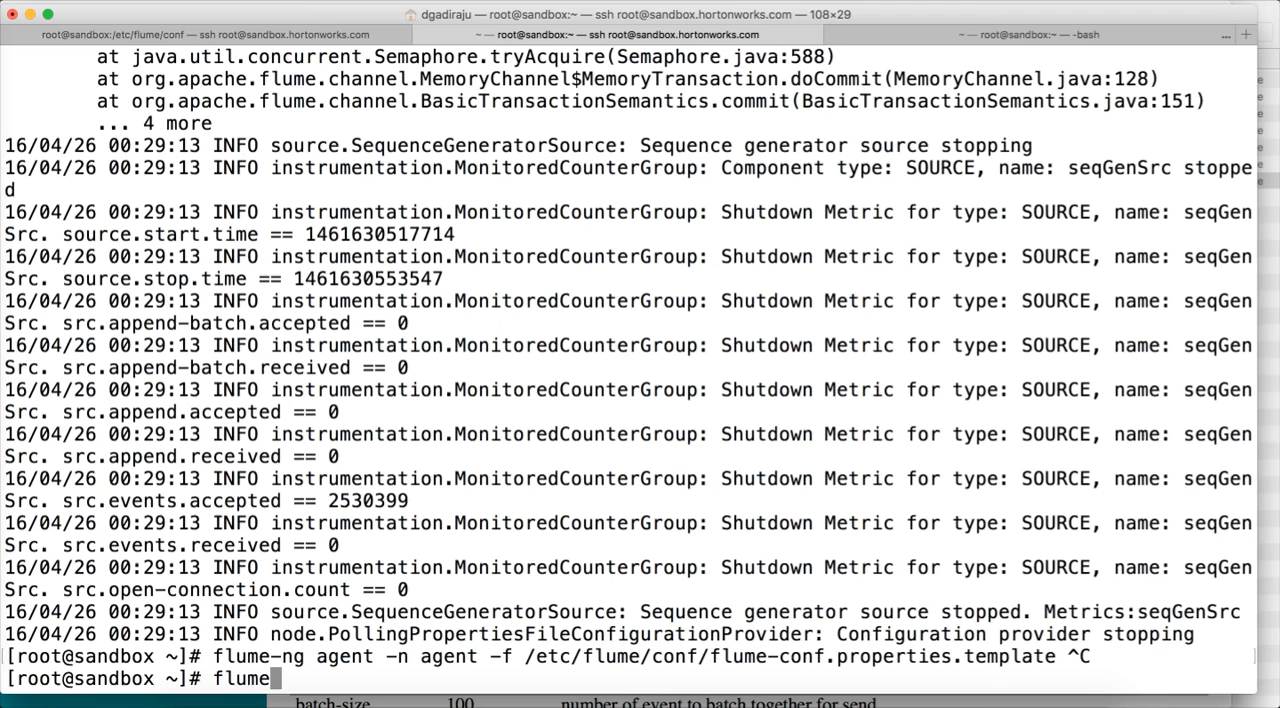 dgadiraju — root@sandbox:~ — ssh root@sandbox.hortonworks.com — 108×29
root@sandbox:/etc/flume/conf — ssh root@sandbox.hortonworks.com
~ — root@sandbox:~ — ssh root@sandbox.hortonworks.com
~ — root@sandbox:~ — -bash
... +
at java.util.concurrent.Semaphore.tryAcquire(Semaphore.java:588)
at org.apache.flume.channel.MemoryChannel$MemoryTransaction.doCommit(MemoryChannel.java:128)
at org.apache.flume.channel.BasicTransactionSemantics.commit(BasicTransactionSemantics.java:151)
... 4 more
16/04/26 00:29:13 INFO source.SequenceGeneratorSource: Sequence generator source stopping
16/04/26 00:29:13 INFO instrumentation.MonitoredCounterGroup: Component type: SOURCE, name: seqGenSrc stoppe
d
16/04/26 00:29:13 INFO instrumentation.MonitoredCounterGroup: Shutdown Metric for type: SOURCE, name: seqGen
Src. source.start.time == 1461630517714
16/04/26 00:29:13 INFO instrumentation.MonitoredCounterGroup: Shutdown Metric for type: SOURCE, name: seqGen
Src. source.stop.time == 1461630553547
16/04/26 00:29:13 INFO instrumentation.MonitoredCounterGroup: Shutdown Metric for type: SOURCE, name: seqGen
Src. src.append-batch.accepted == 0
16/04/26 00:29:13 INFO instrumentation.MonitoredCounterGroup: Shutdown Metric for type: SOURCE, name: seqGen
Src. src.append-batch.received == 0
16/04/26 00:29:13 INFO instrumentation.MonitoredCounterGroup: Shutdown Metric for type: SOURCE, name: seqGen
Src. src.append.accepted == 0
16/04/26 00:29:13 INFO instrumentation.MonitoredCounterGroup: Shutdown Metric for type: SOURCE, name: seqGen
Src. src.append.received == 0
16/04/26 00:29:13 INFO instrumentation.MonitoredCounterGroup: Shutdown Metric for type: SOURCE, name: seqGen
Src. src.events.accepted == 2530399
16/04/26 00:29:13 INFO instrumentation.MonitoredCounterGroup: Shutdown Metric for type: SOURCE, name: seqGen
Src. src.events.received == 0
16/04/26 00:29:13 INFO instrumentation.MonitoredCounterGroup: Shutdown Metric for type: SOURCE, name: seqGen
Src. src.open-connection.count == 0
16/04/26 00:29:13 INFO source.SequenceGeneratorSource: Sequence generator source stopped. Metrics:seqGenSrc
16/04/26 00:29:13 INFO node.PollingPropertiesFileConfigurationProvider: Configuration provider stopping
[root@sandbox ~]# flume-ng agent -n agent -f /etc/flume/conf/flume-conf.properties.template ^C
[root@sandbox ~]# flume
batch-size 100 number of event to batch together for send